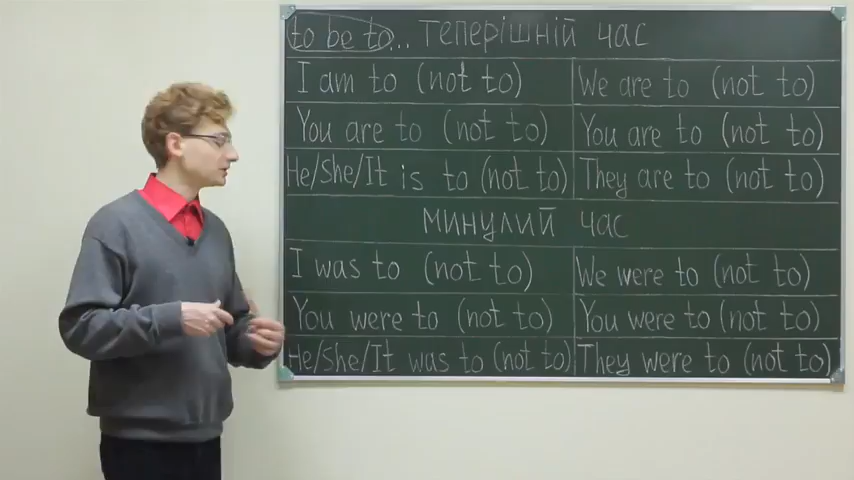 to be to... теперішній час
I am to (not to) We are to (not to)
You are to (not to) You are to (not to)
He/She/It is to (not to) They are to (not to)
минулий час
I was to (not to) We were to (not to)
You were to (not to) You were to (not to)
He/She/It was to (not to) They were to (not to)